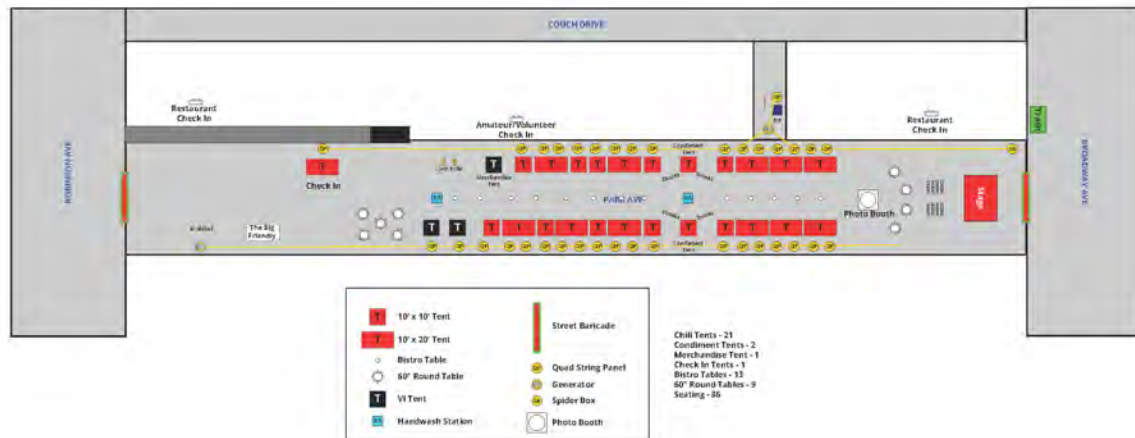 COUCH DRIVE
ROBINSON AVE
BROADWAY AVE
Train
Restaurant
Check In
Amateur/Volunteer
Check In
Restaurant
Check In
Check In
Merchandise
Tent
Condiment
Tent
PARK AVE
Photo Booth
Stage
The Big
Friendly
Condiment
Tent
T 10' x 10' Tent
T 10' x 20' Tent
Bistro Table
60" Round Table
T VI Tent
Handwash Station
Street Baricade
Quad String Panel
Generator
Spider Box
Photo Booth
Chili Tents - 21
Condiment Tents - 2
Merchandise Tent - 1
Check In Tents - 1
Bistro Tables - 13
60" Round Tables - 9
Seating - 86